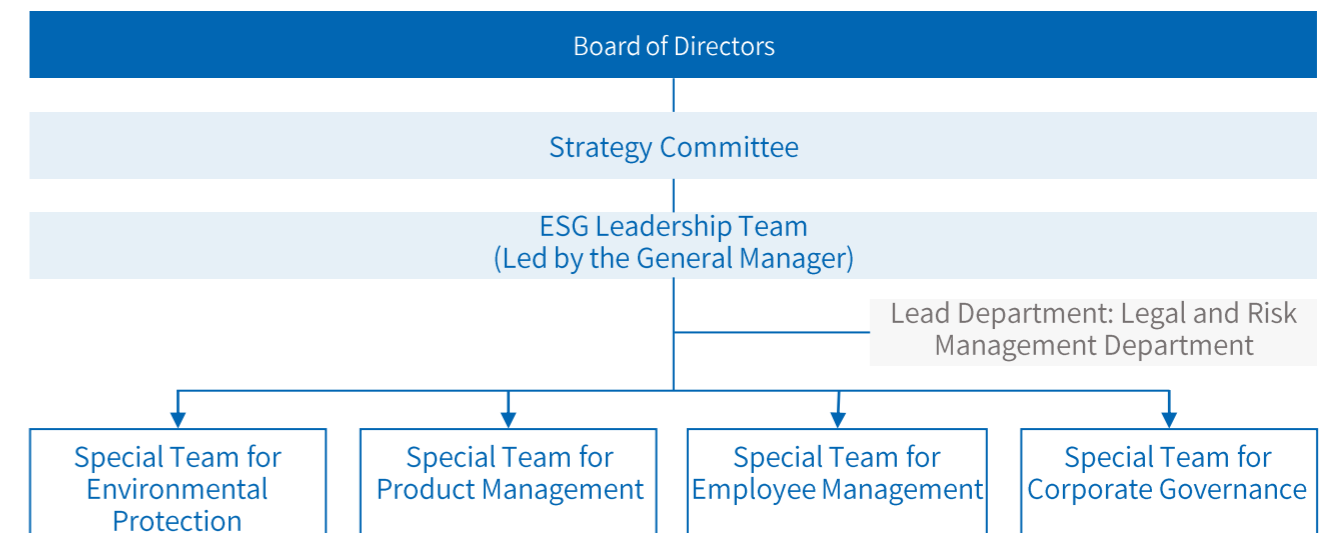 Board of Directors
Strategy Committee
ESG Leadership Team
(Led by the General Manager)
Lead Department: Legal and Risk
Management Department
Special Team for
Environmental
Protection
Special Team for
Product Management
Special Team for
Employee Management
Special Team for
Corporate Governance